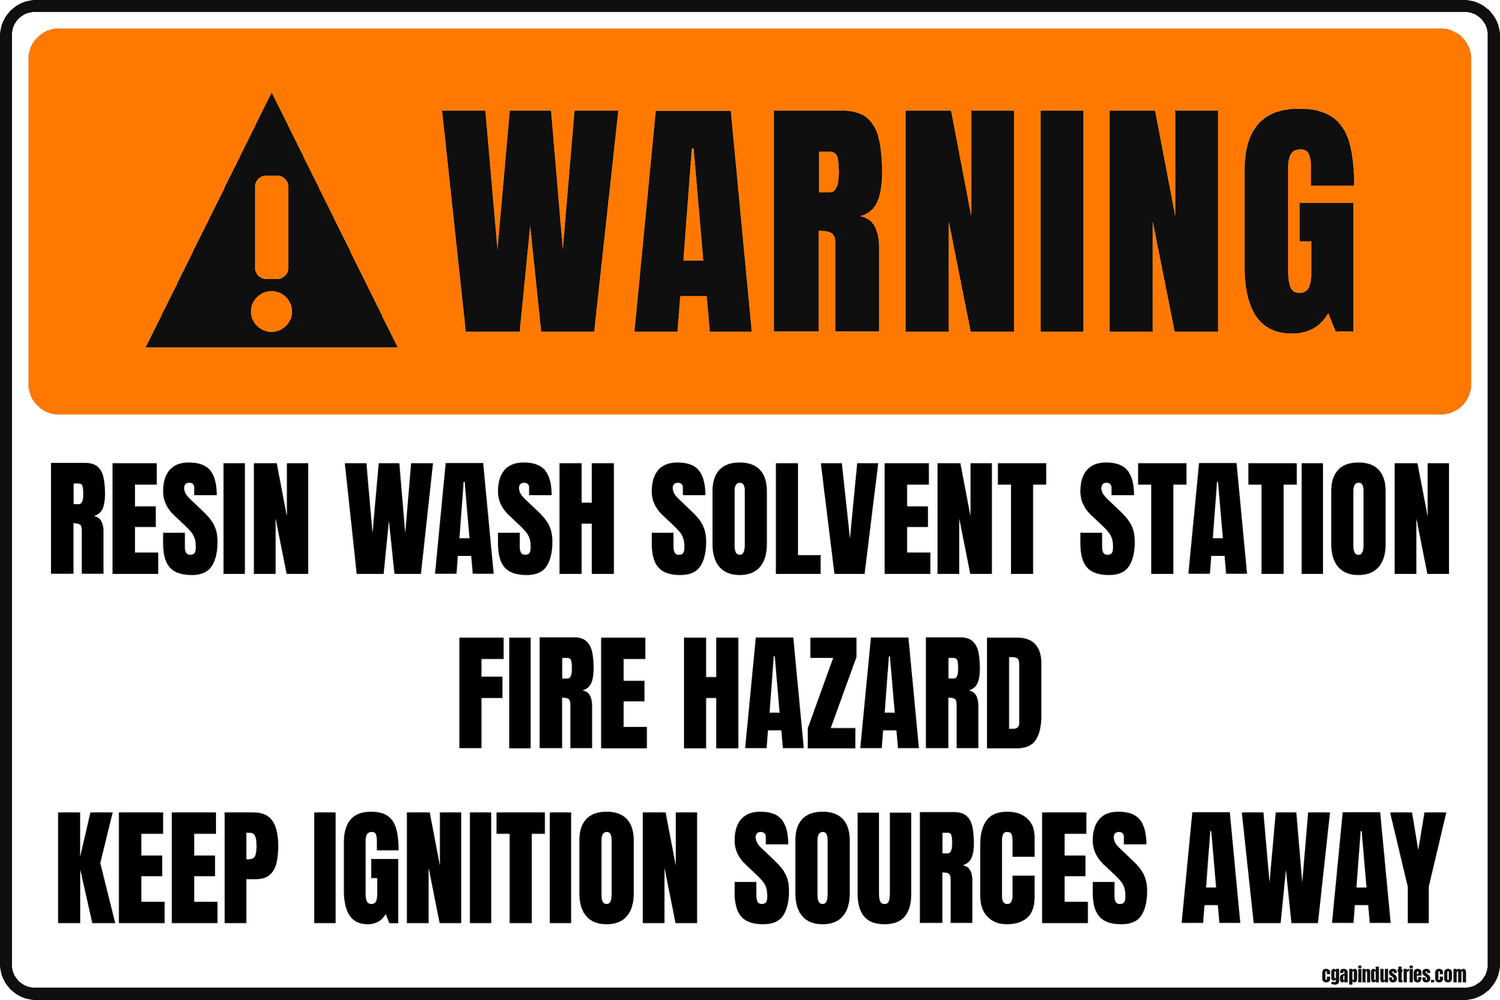 WARNING
RESIN WASH SOLVENT STATION
FIRE HAZARD
KEEP IGNITION SOURCES AWAY
cgapindustries.com